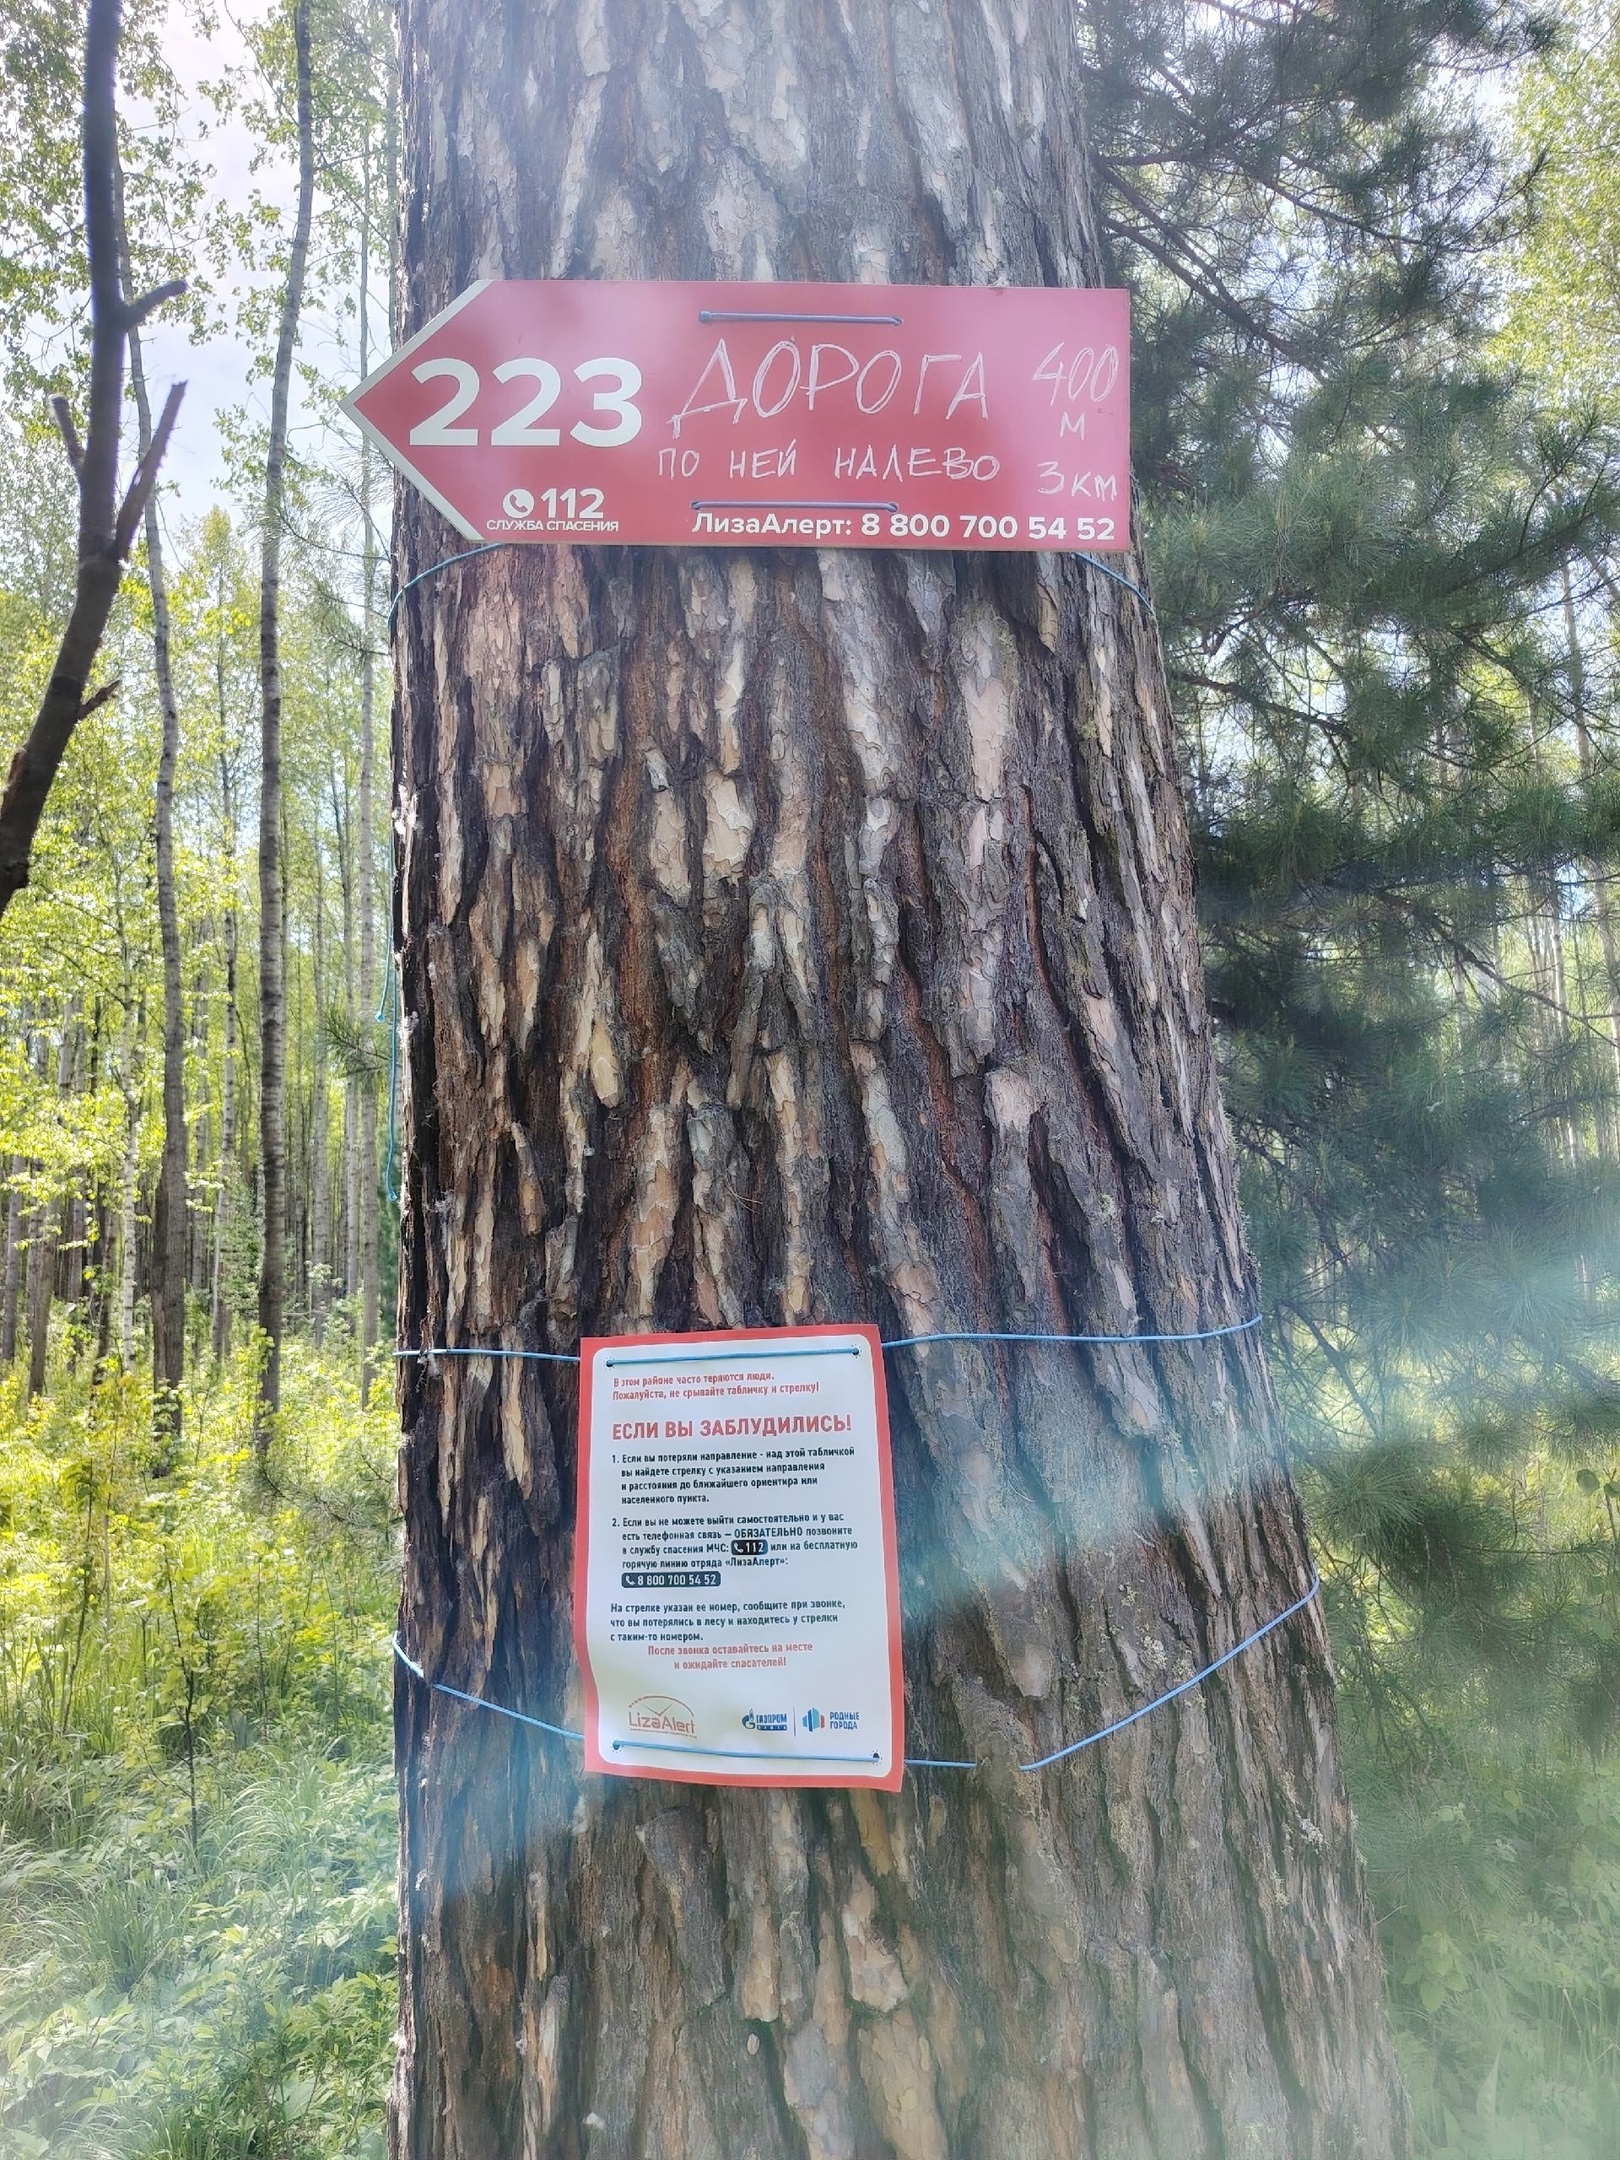 223 ДОРОГА 400 м
ПО НЕЙ НАЛЕВО 3 км
112
СЛУЖБА СПАСЕНИЯ
ЛизаАлерт: 8 800 700 54 52
В этом районе часто теряются люди.
Пожалуйста, не срывайте табличку и стрелку!
ЕСЛИ ВЫ ЗАБЛУДИЛИСЬ!
1. Если вы потеряли направление - над этой табличкой
вы найдете стрелку с указанием направления
и расстояния до ближайшего ориентира или
населенного пункта.
2. Если вы не можете выйти самостоятельно и у вас
есть телефонная связь — ОБЯЗАТЕЛЬНО позвоните
в службу спасения МЧС: 112 или на бесплатную
горячую линию отряда «ЛизаАлерт»:
8 800 700 54 52
На стрелке указан ее номер, сообщите при звонке,
что вы потерялись в лесу и находитесь у стрелки
с таким-то номером.
После звонка оставайтесь на месте
и ожидайте спасателей!
LizaAlert
ГАЗПРОМ
НЕФТЬ
РОДНЫЕ
ГОРОДА